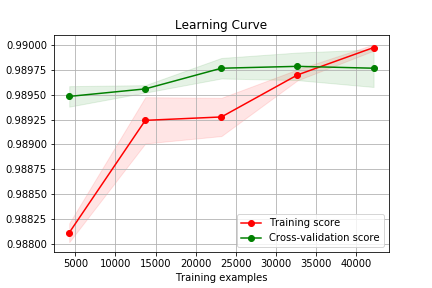 Learning Curve
0.99000
0.98975
0.98950
0.98925
0.98900
0.98875
0.98850
0.98825
0.98800
Training score
Cross-validation score
5000 10000 15000 20000 25000 30000 35000 40000
Training examples